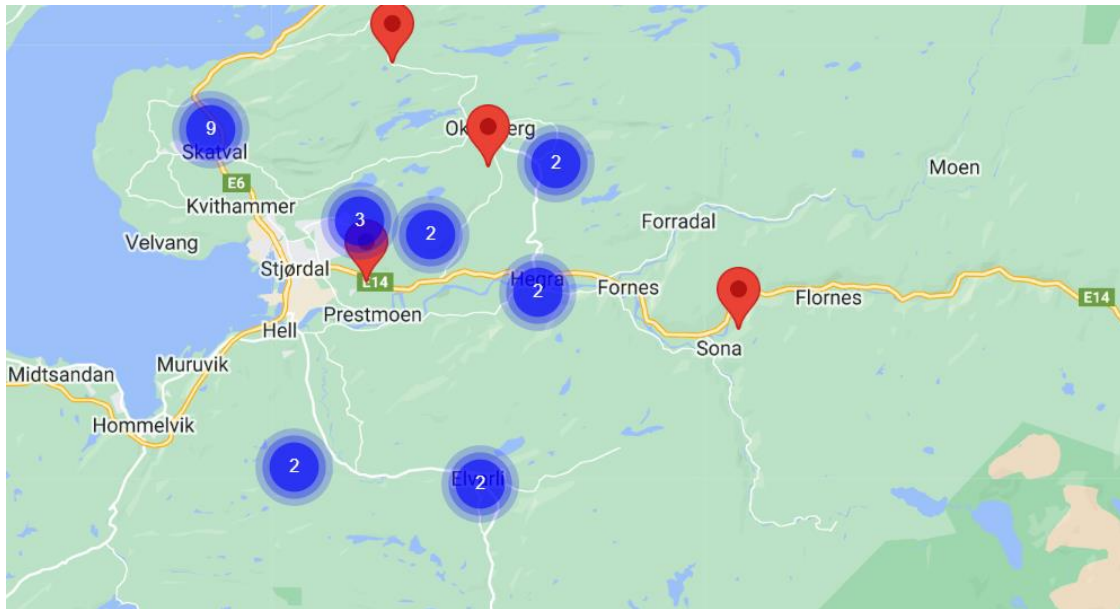 9
Skatval
2
Moen
E6
Kvithammer
3
2
Forradal
Velvang
Stjørdal
E14
Hegra
2
Fornes
Flornes
E14
Prestmoen
Hell
Sona
Muruvik
Midtsandan
Hommelvik
2
2